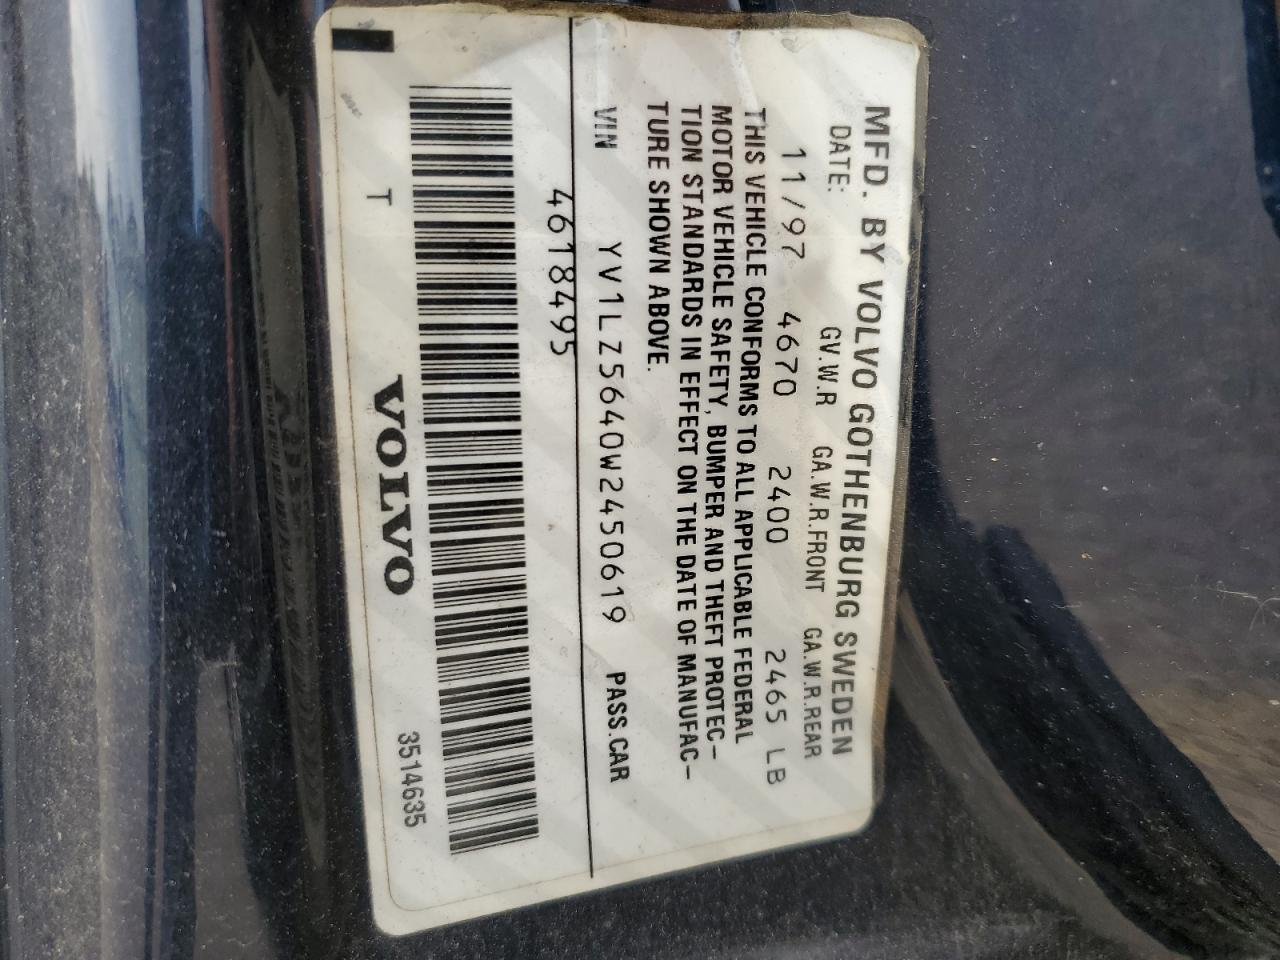 MFD. BY VOLVO GOTHENBURG SWEDEN
DATE: GV.W.R GA.W.R.FRONT GA.W.R.REAR
11/97 4670 2400 2465 LB
THIS VEHICLE CONFORMS TO ALL APPLICABLE FEDERAL
MOTOR VEHICLE SAFETY, BUMPER AND THEFT PROTEC-
TION STANDARDS IN EFFECT ON THE DATE OF MANUFAC-
TURE SHOWN ABOVE.
VIN YV1LZ5640W2450619 PASS.CAR
4618495
T VOLVO 3514635